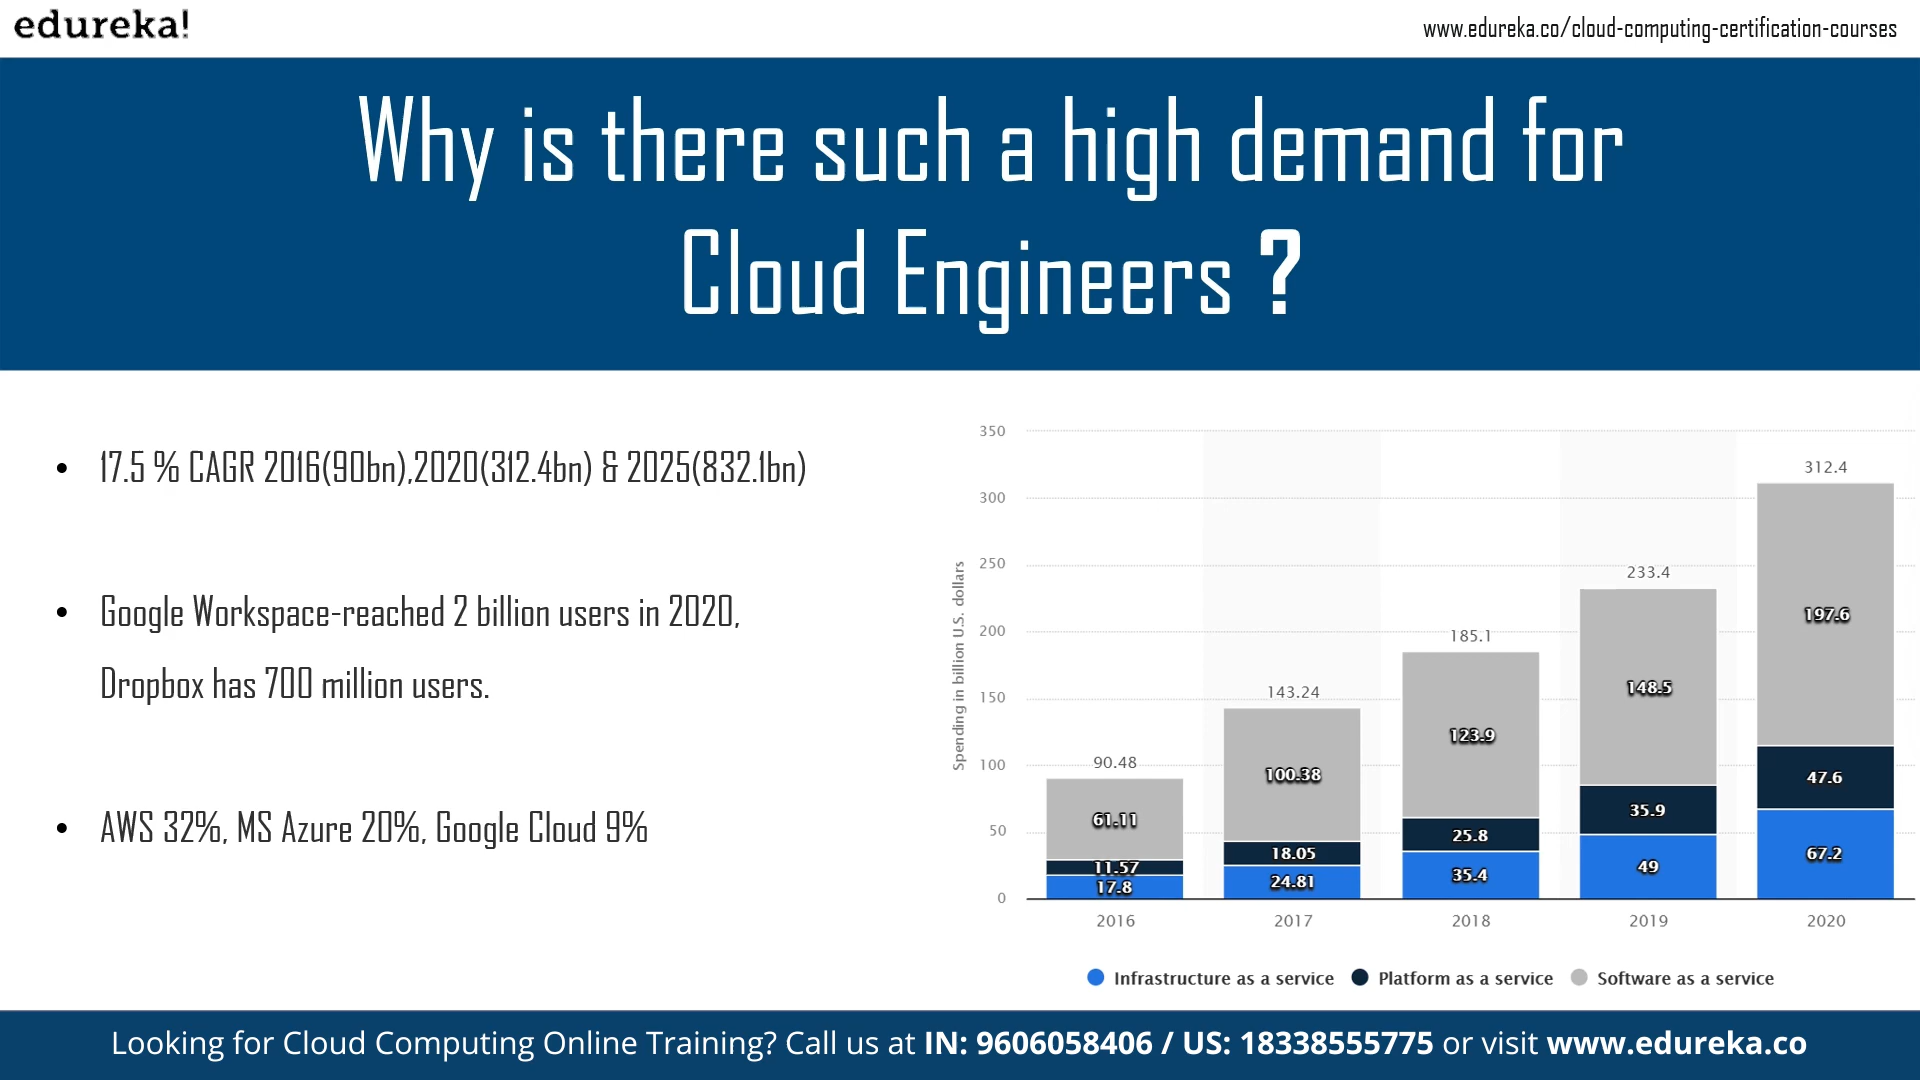 edureka!
www.edureka.co/cloud-computing-certification-courses
Why is there such a high demand for
Cloud Engineers ?
• 17.5 % CAGR 2016(90bn),2020(312.4bn) & 2025(832.1bn)
• Google Workspace-reached 2 billion users in 2020,
Dropbox has 700 million users.
• AWS 32%, MS Azure 20%, Google Cloud 9%
Spending in billion U.S. dollars
350
300
250
200
150
100
50
0
90.48
61.11
11.57
17.8
143.24
100.38
18.05
24.81
185.1
123.9
25.8
35.4
233.4
148.5
35.9
49
312.4
197.6
47.6
67.2
2016 2017 2018 2019 2020
Infrastructure as a service Platform as a service Software as a service
Looking for Cloud Computing Online Training? Call us at IN: 9606058406 / US: 18338555775 or visit www.edureka.co